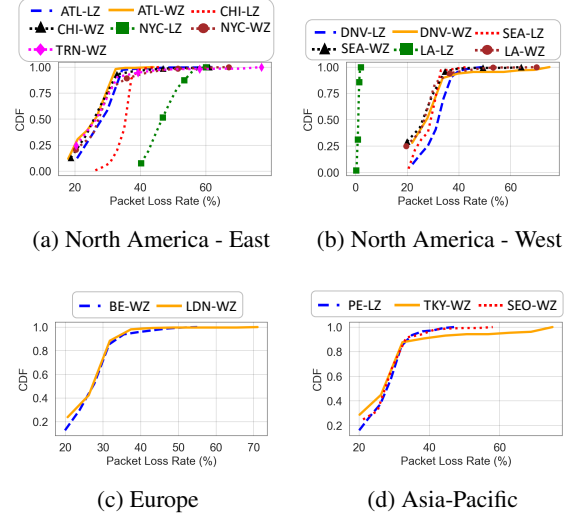 ATL-LZ ATL-WZ CHI-LZ
CHI-WZ NYC-LZ NYC-WZ
TRN-WZ
1.00
0.75
0.50
0.25
0.00
CDF
20 40 60
Packet Loss Rate (%)
(a) North America - East
DNV-LZ DNV-WZ SEA-LZ
SEA-WZ LA-LZ LA-WZ
1.00
0.75
0.50
0.25
0.00
CDF
0 20 40 60
Packet Loss Rate (%)
(b) North America - West
BE-WZ LDN-WZ
1.0
0.8
0.6
0.4
0.2
CDF
20 30 40 50 60 70
Packet Loss Rate (%)
(c) Europe
PE-LZ TKY-WZ SEO-WZ
1.0
0.8
0.6
0.4
0.2
CDF
20 40 60
Packet Loss Rate (%)
(d) Asia-Pacific